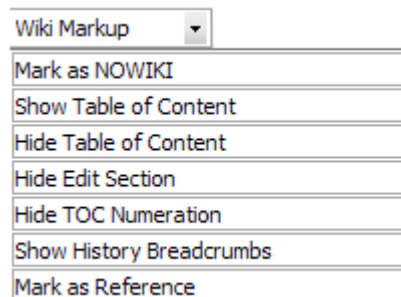 Wiki Markup
Mark as NOWIKI
Show Table of Content
Hide Table of Content
Hide Edit Section
Hide TOC Numeration
Show History Breadcrumbs
Mark as Reference